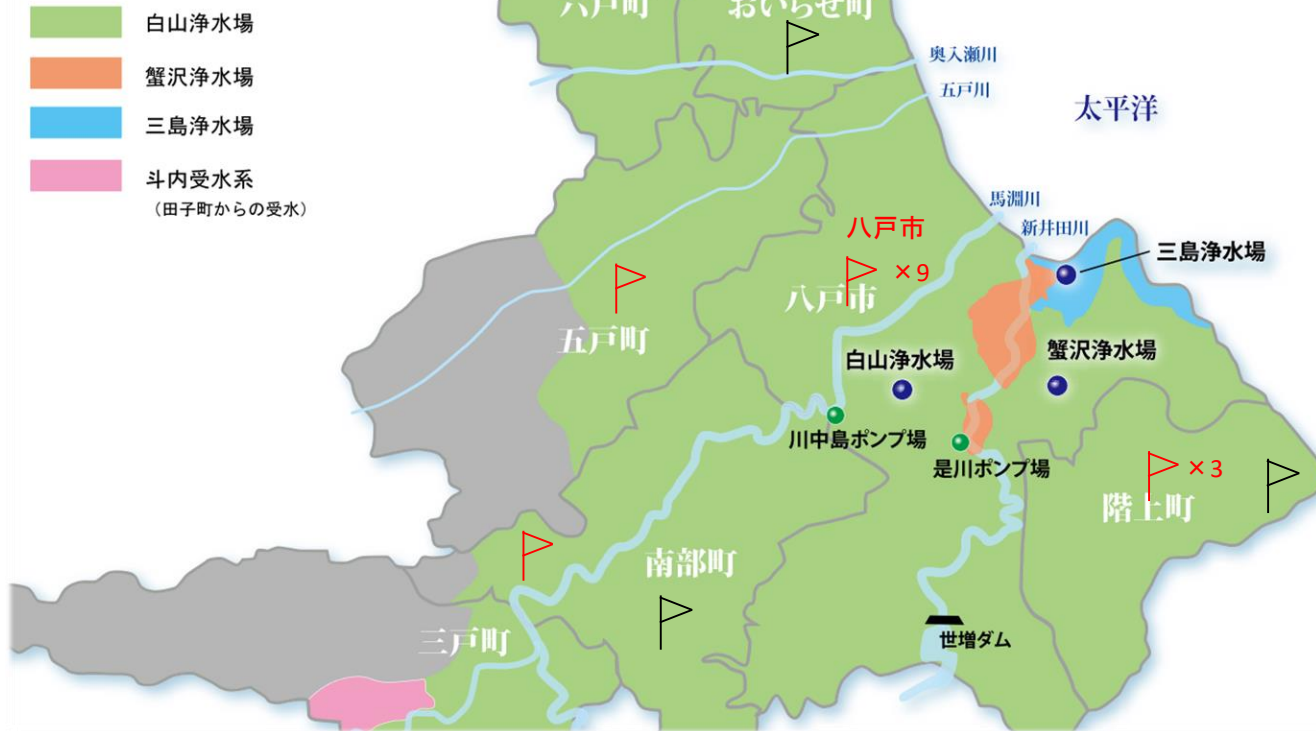 白山浄水場
蟹沢浄水場
三島浄水場
斗内受水系
（田子町からの受水）
六戸町
おいらせ町
奥入瀬川
五戸川
太平洋
馬淵川
新井田川
八戸市
×9
八戸市
三島浄水場
五戸町
白山浄水場
蟹沢浄水場
川中島ポンプ場
是川ポンプ場
×3
階上町
南部町
三戸町
世増ダム